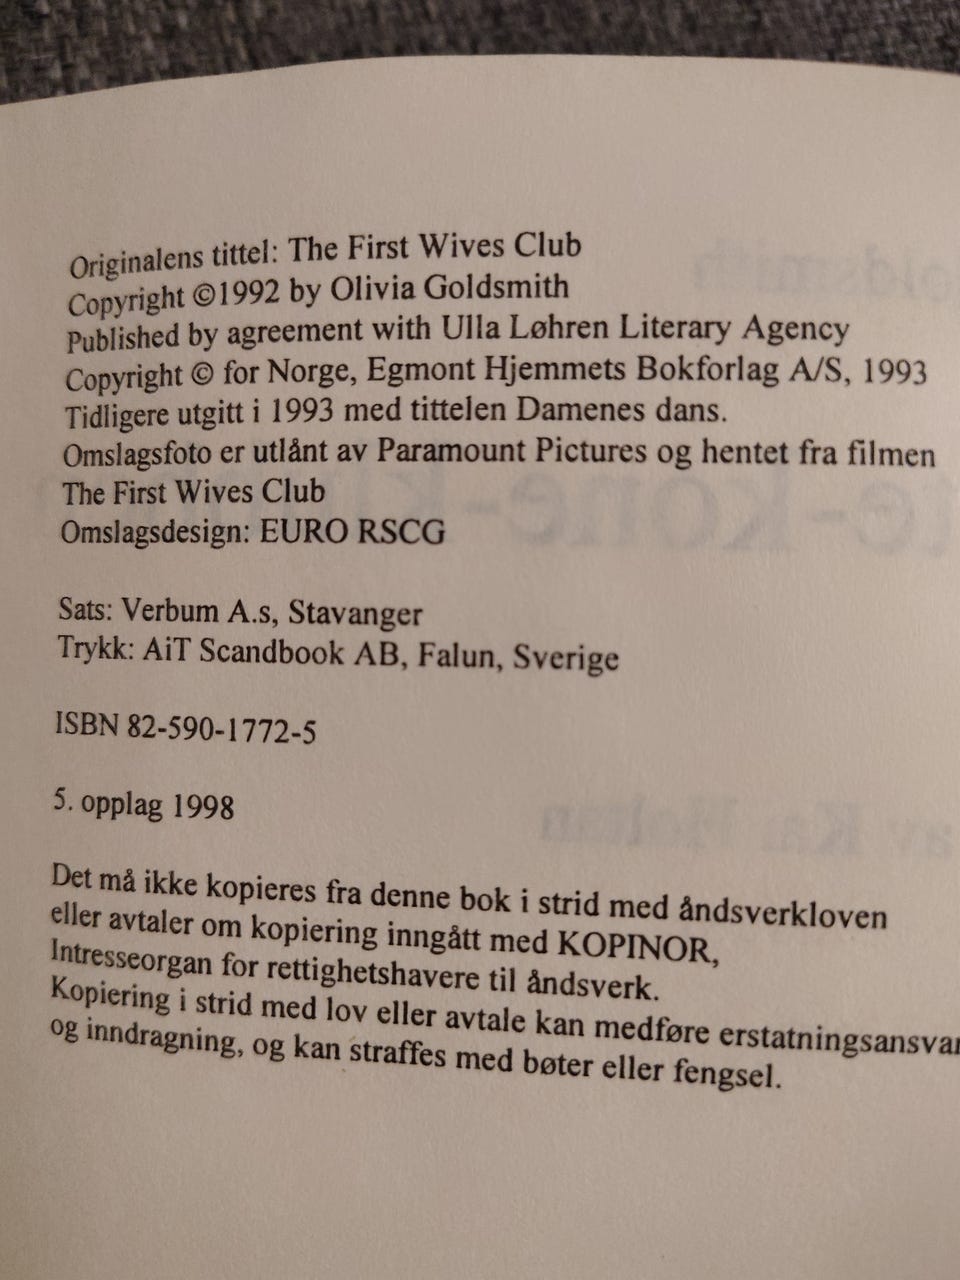 Originalens tittel: The First Wives Club
Copyright ©1992 by Olivia Goldsmith
Published by agreement with Ulla Løhren Literary Agency
Copyright © for Norge, Egmont Hjemmets Bokforlag A/S, 1993
Tidligere utgitt i 1993 med tittelen Damenes dans.
Omslagsfoto er utlånt av Paramount Pictures og hentet fra filmen
The First Wives Club
Omslagsdesign: EURO RSCG
Sats: Verbum A.s, Stavanger
Trykk: AiT Scandbook AB, Falun, Sverige
ISBN 82-590-1772-5
5. opplag 1998
Det må ikke kopieres fra denne bok i strid med åndsverkloven
eller avtaler om kopiering inngått med KOPINOR,
Intresseorgan for rettighetshavere til åndsverk.
Kopiering i strid med lov eller avtale kan medføre erstatningsansvar
og inndragning, og kan straffes med bøter eller fengsel.